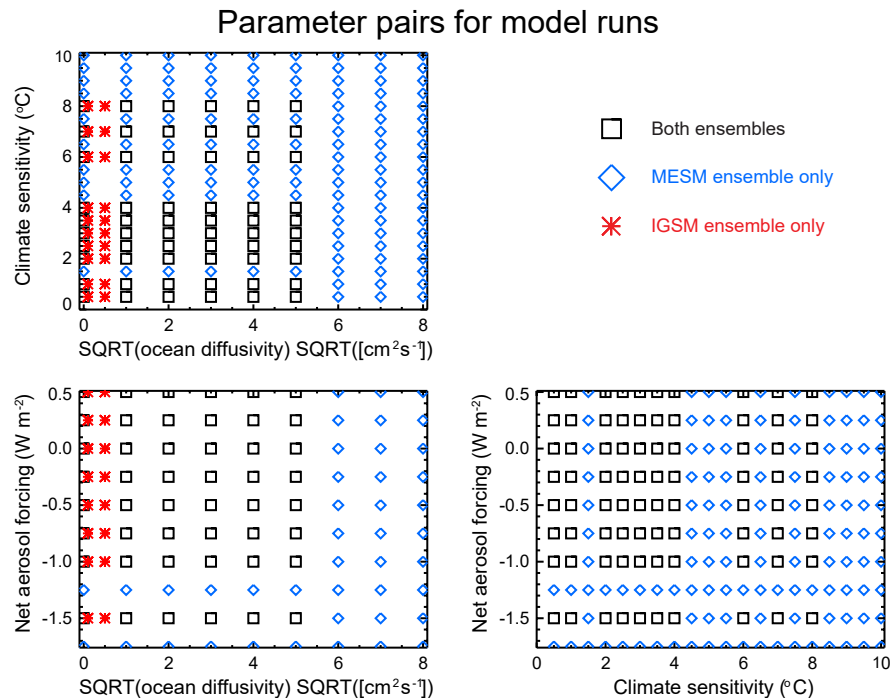 Parameter pairs for model runs
10
8
6
4
2
0
Climate sensitivity (°C)
0 2 4 6 8
SQRT(ocean diffusivity) SQRT([cm²s⁻¹])
Both ensembles
MESM ensemble only
IGSM ensemble only
0.5
0.0
-0.5
-1.0
-1.5
Net aerosol forcing (W m⁻²)
0 2 4 6 8
SQRT(ocean diffusivity) SQRT([cm²s⁻¹])
0.5
0.0
-0.5
-1.0
-1.5
Net aerosol forcing (W m⁻²)
0 2 4 6 8 10
Climate sensitivity (°C)